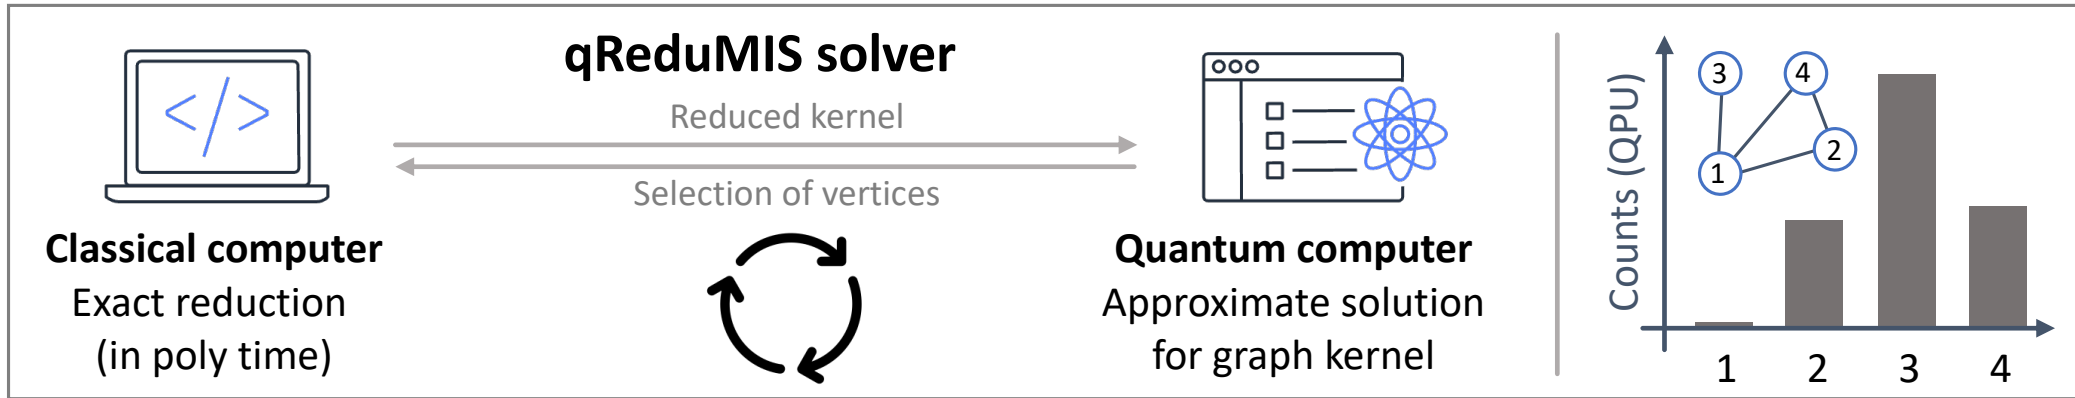 qReduMIS solver
</>
Reduced kernel
Selection of vertices
Classical computer
Exact reduction
(in poly time)
Quantum computer
Approximate solution
for graph kernel
Counts (QPU)
3
4
2
1
1 2 3 4